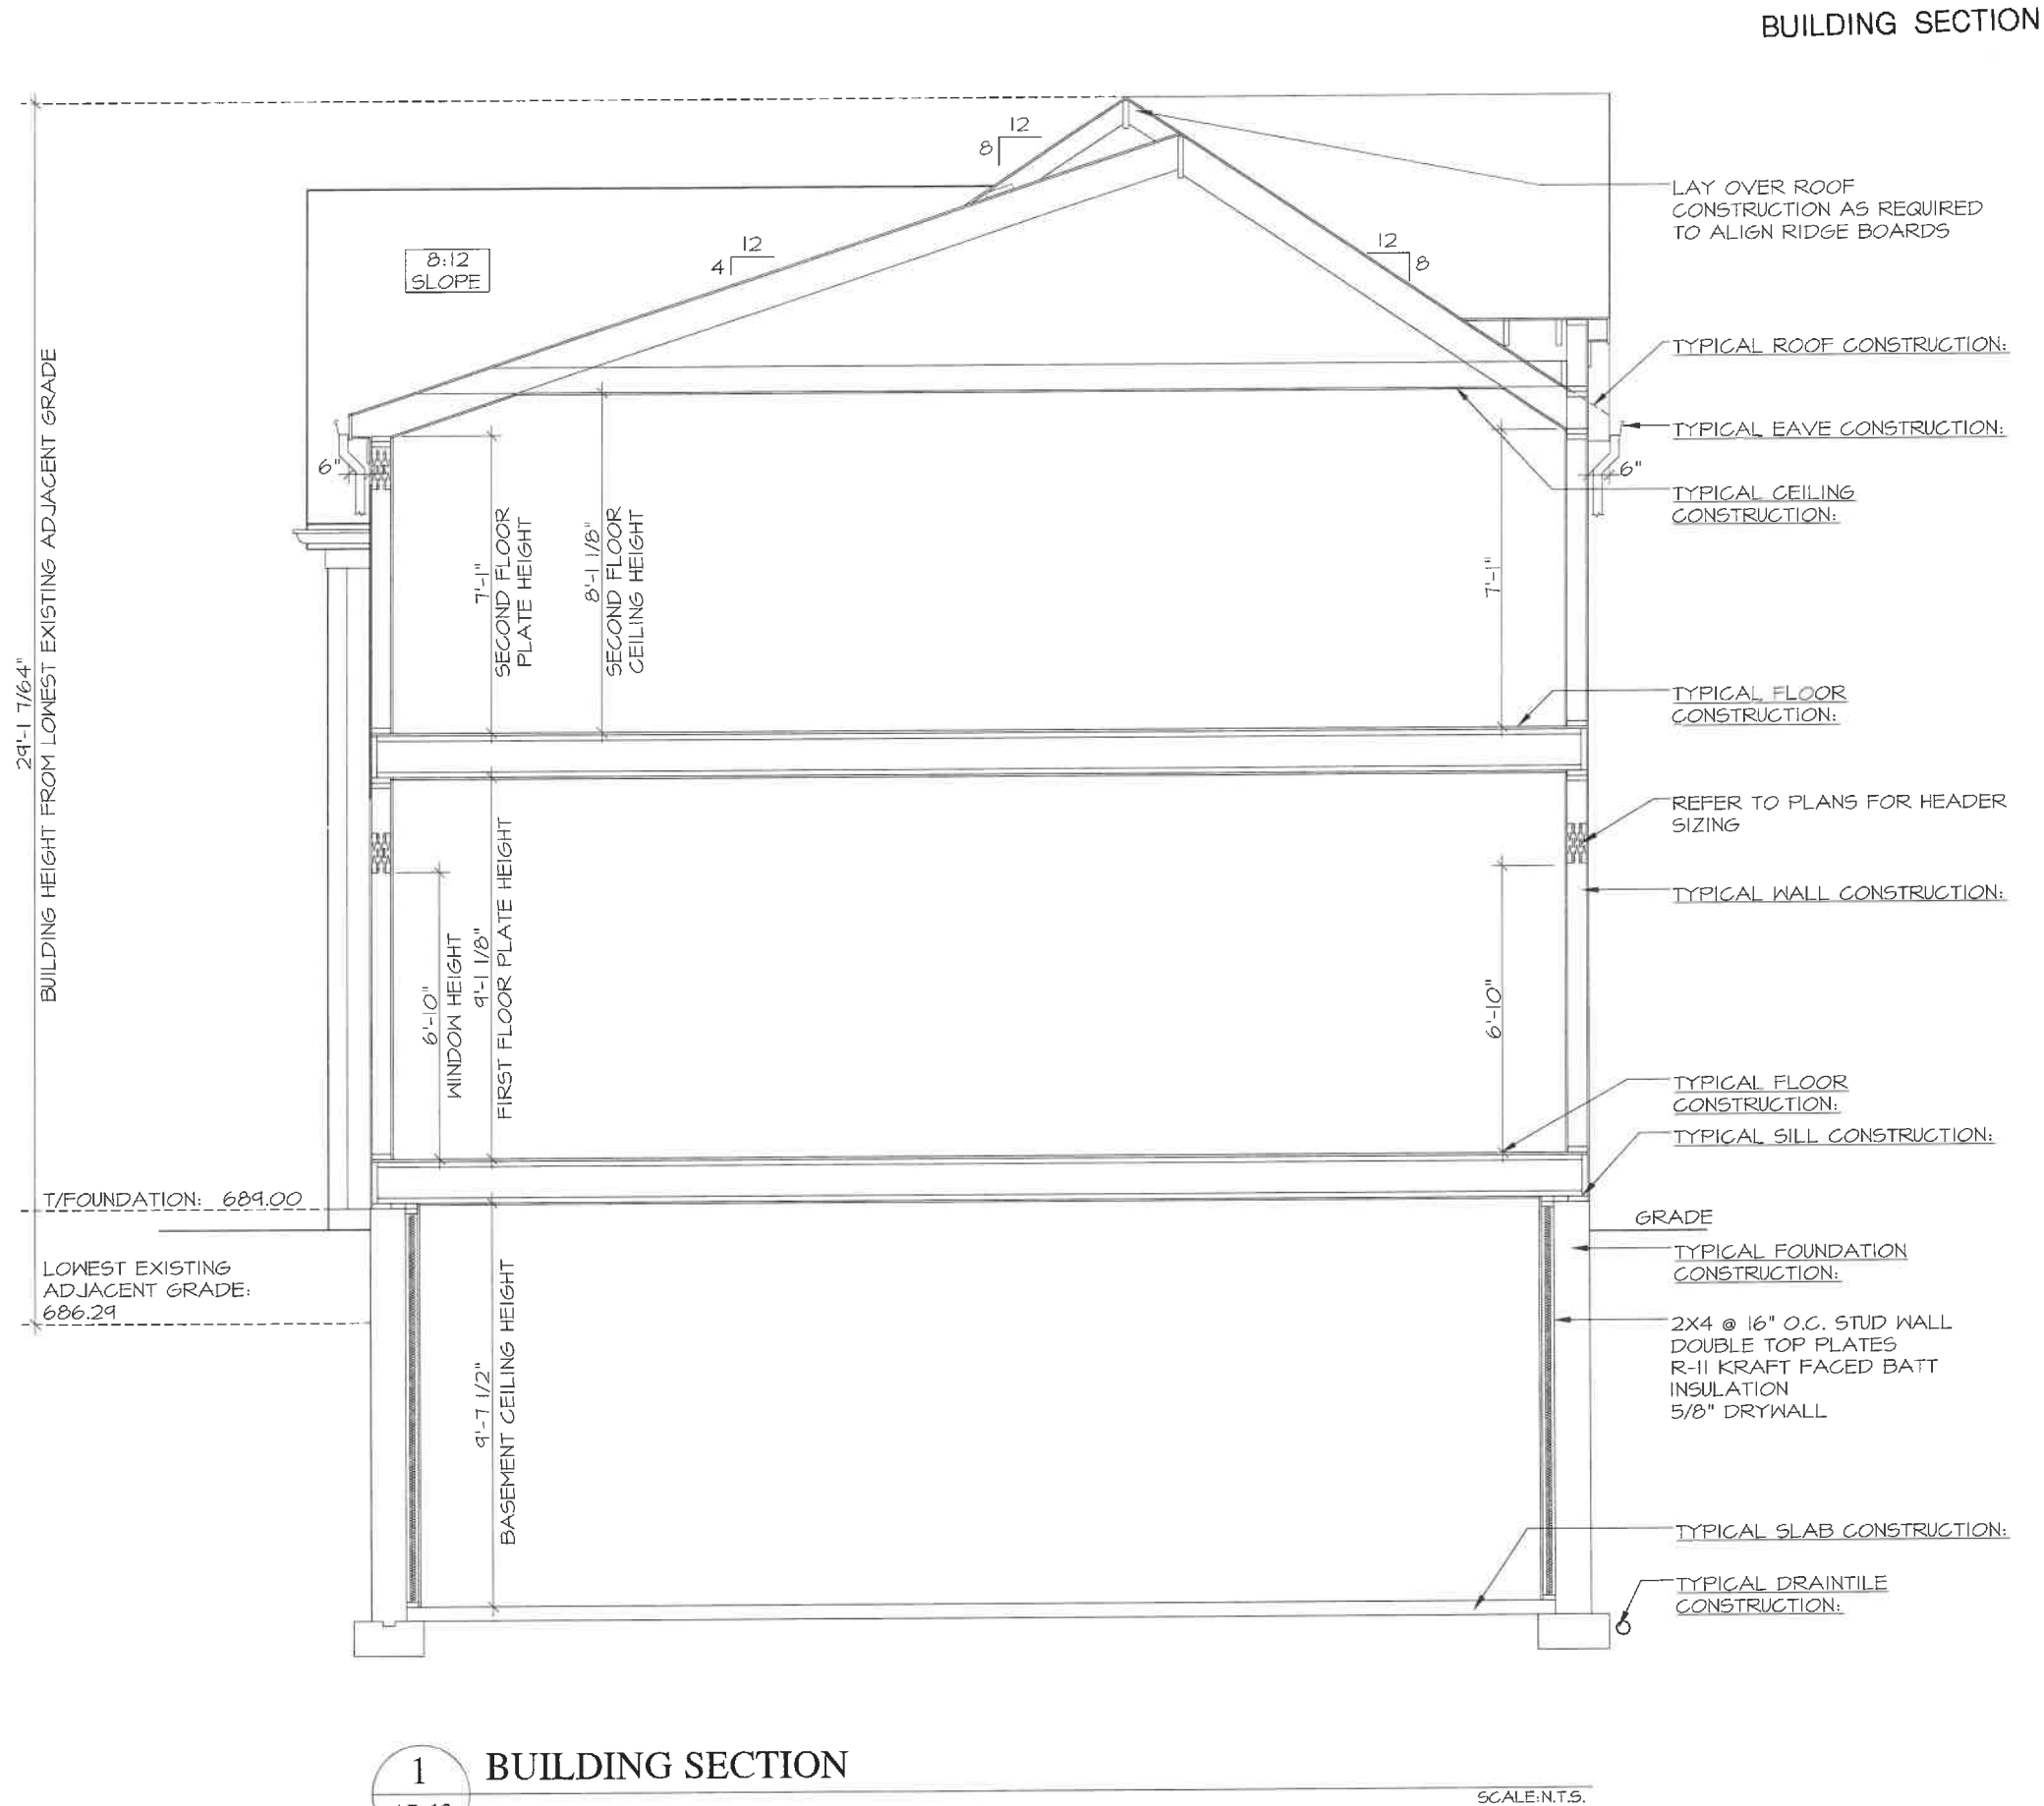 BUILDING SECTION
12
8
LAY OVER ROOF
CONSTRUCTION AS REQUIRED
TO ALIGN RIDGE BOARDS
8:12
SLOPE
12
4
12
8
TYPICAL ROOF CONSTRUCTION:
TYPICAL EAVE CONSTRUCTION:
6"
6"
TYPICAL CEILING
CONSTRUCTION:
29'-1 7/64"
BUILDING HEIGHT FROM LOWEST EXISTING ADJACENT GRADE
7'-1"
SECOND FLOOR
PLATE HEIGHT
8'-1 1/8"
SECOND FLOOR
CEILING HEIGHT
7'-1"
TYPICAL FLOOR
CONSTRUCTION:
REFER TO PLANS FOR HEADER
SIZING
TYPICAL WALL CONSTRUCTION:
6'-10"
WINDOW HEIGHT
9'-1 1/8"
FIRST FLOOR PLATE HEIGHT
6'-10"
TYPICAL FLOOR
CONSTRUCTION:
TYPICAL SILL CONSTRUCTION:
T/FOUNDATION: 689.00
GRADE
TYPICAL FOUNDATION
CONSTRUCTION:
LOWEST EXISTING
ADJACENT GRADE:
686.29
9'-7 1/2"
BASEMENT CEILING HEIGHT
2X4 @ 16" O.C. STUD WALL
DOUBLE TOP PLATES
R-11 KRAFT FACED BATT
INSULATION
5/8" DRYWALL
TYPICAL SLAB CONSTRUCTION:
TYPICAL DRAINTILE
CONSTRUCTION:
1
BUILDING SECTION
SCALE:N.T.S.